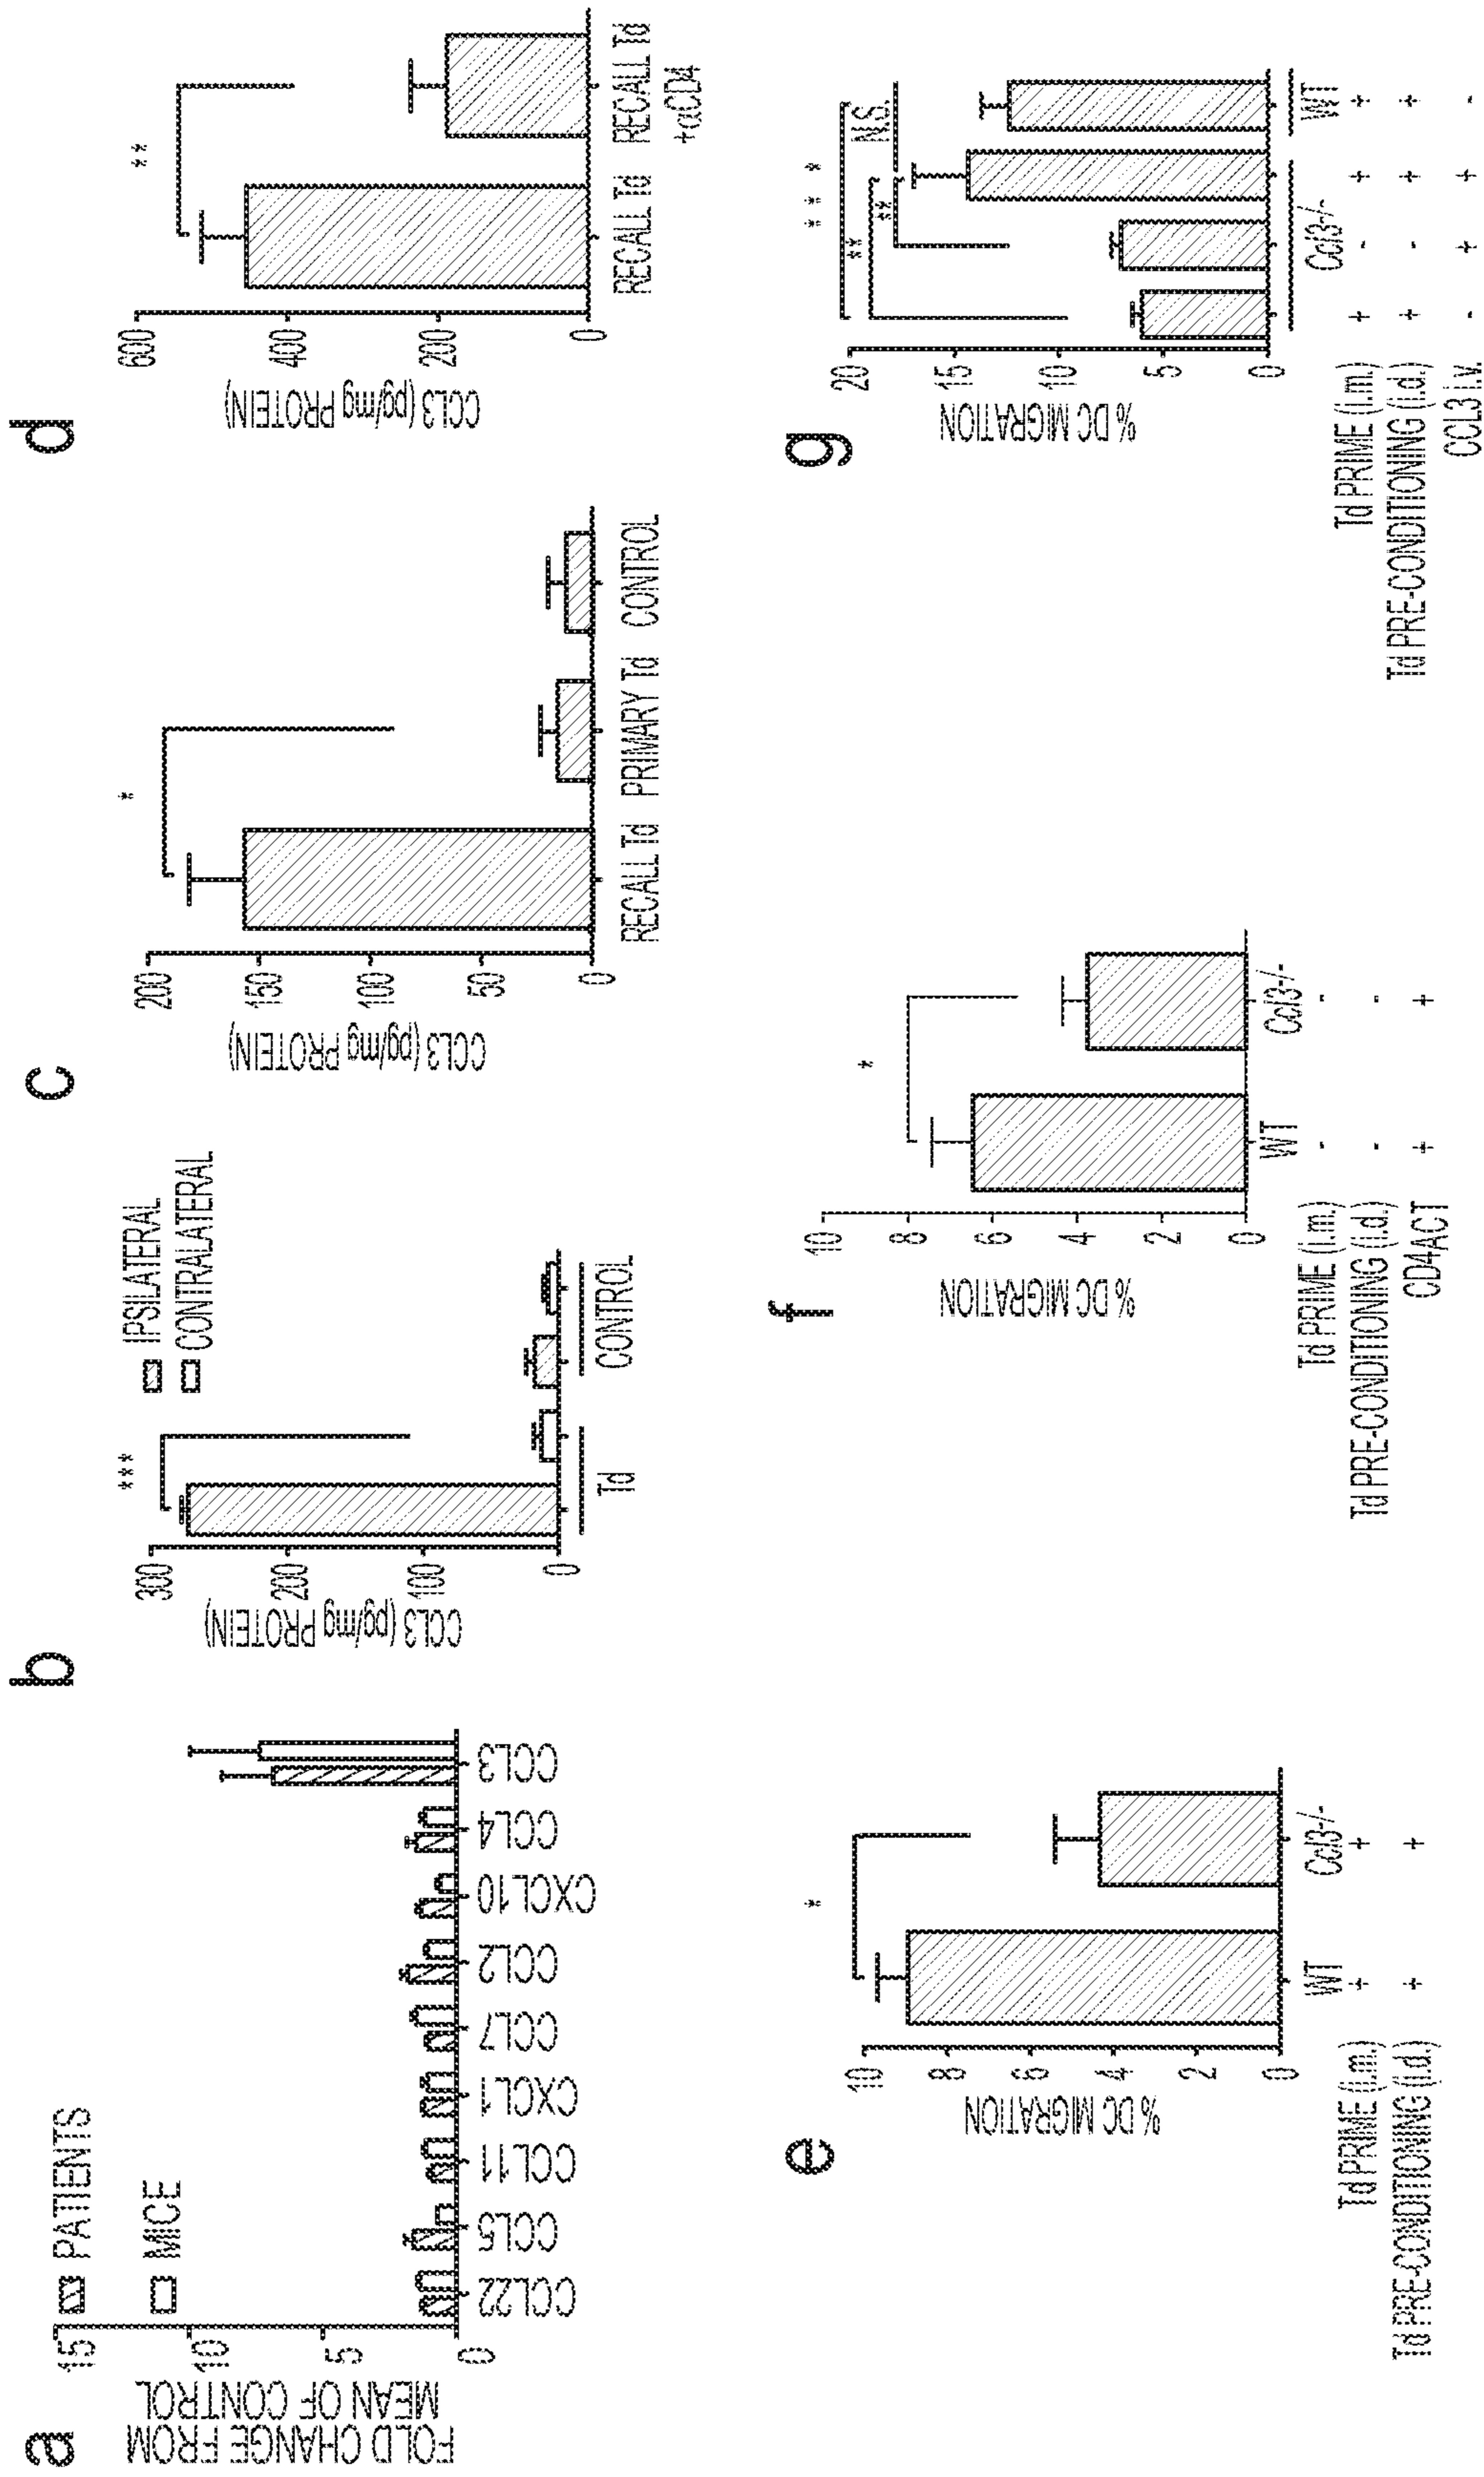 a
FOLD CHANGE FROM
MEAN OF CONTROL
15
10
5
0
PATIENTS
MICE
CCL22
CCL5
CCL11
CXCL1
CCL7
CCL2
CXCL10
CCL4
CCL3
b
CCL3 (pg/mg PROTEIN)
300
200
100
0
***
IPSILATERAL
CONTRALATERAL
Td
CONTROL
c
CCL3 (pg/mg PROTEIN)
200
150
100
50
0
*
RECALL Td
PRIMARY Td
CONTROL
d
CCL3 (pg/mg PROTEIN)
600
400
200
0
**
RECALL Td
RECALL Td
+αCD4
e
% DC MIGRATION
10
8
6
4
2
0
*
WT
Ccl3-/-
Td PRIME (i.m.) + +
Td PRE-CONDITIONING (i.d.) + +
f
% DC MIGRATION
10
8
6
4
2
0
*
WT
Ccl3-/-
Td PRIME (i.m.) - -
Td PRE-CONDITIONING (i.d.) - -
CD4ACT + +
g
% DC MIGRATION
20
15
10
5
0
***
N.S.
**
**
Ccl3-/-
WT
Td PRIME (i.m.) + - + +
Td PRE-CONDITIONING (i.d.) + - + +
CCL3 i.v. - + + -